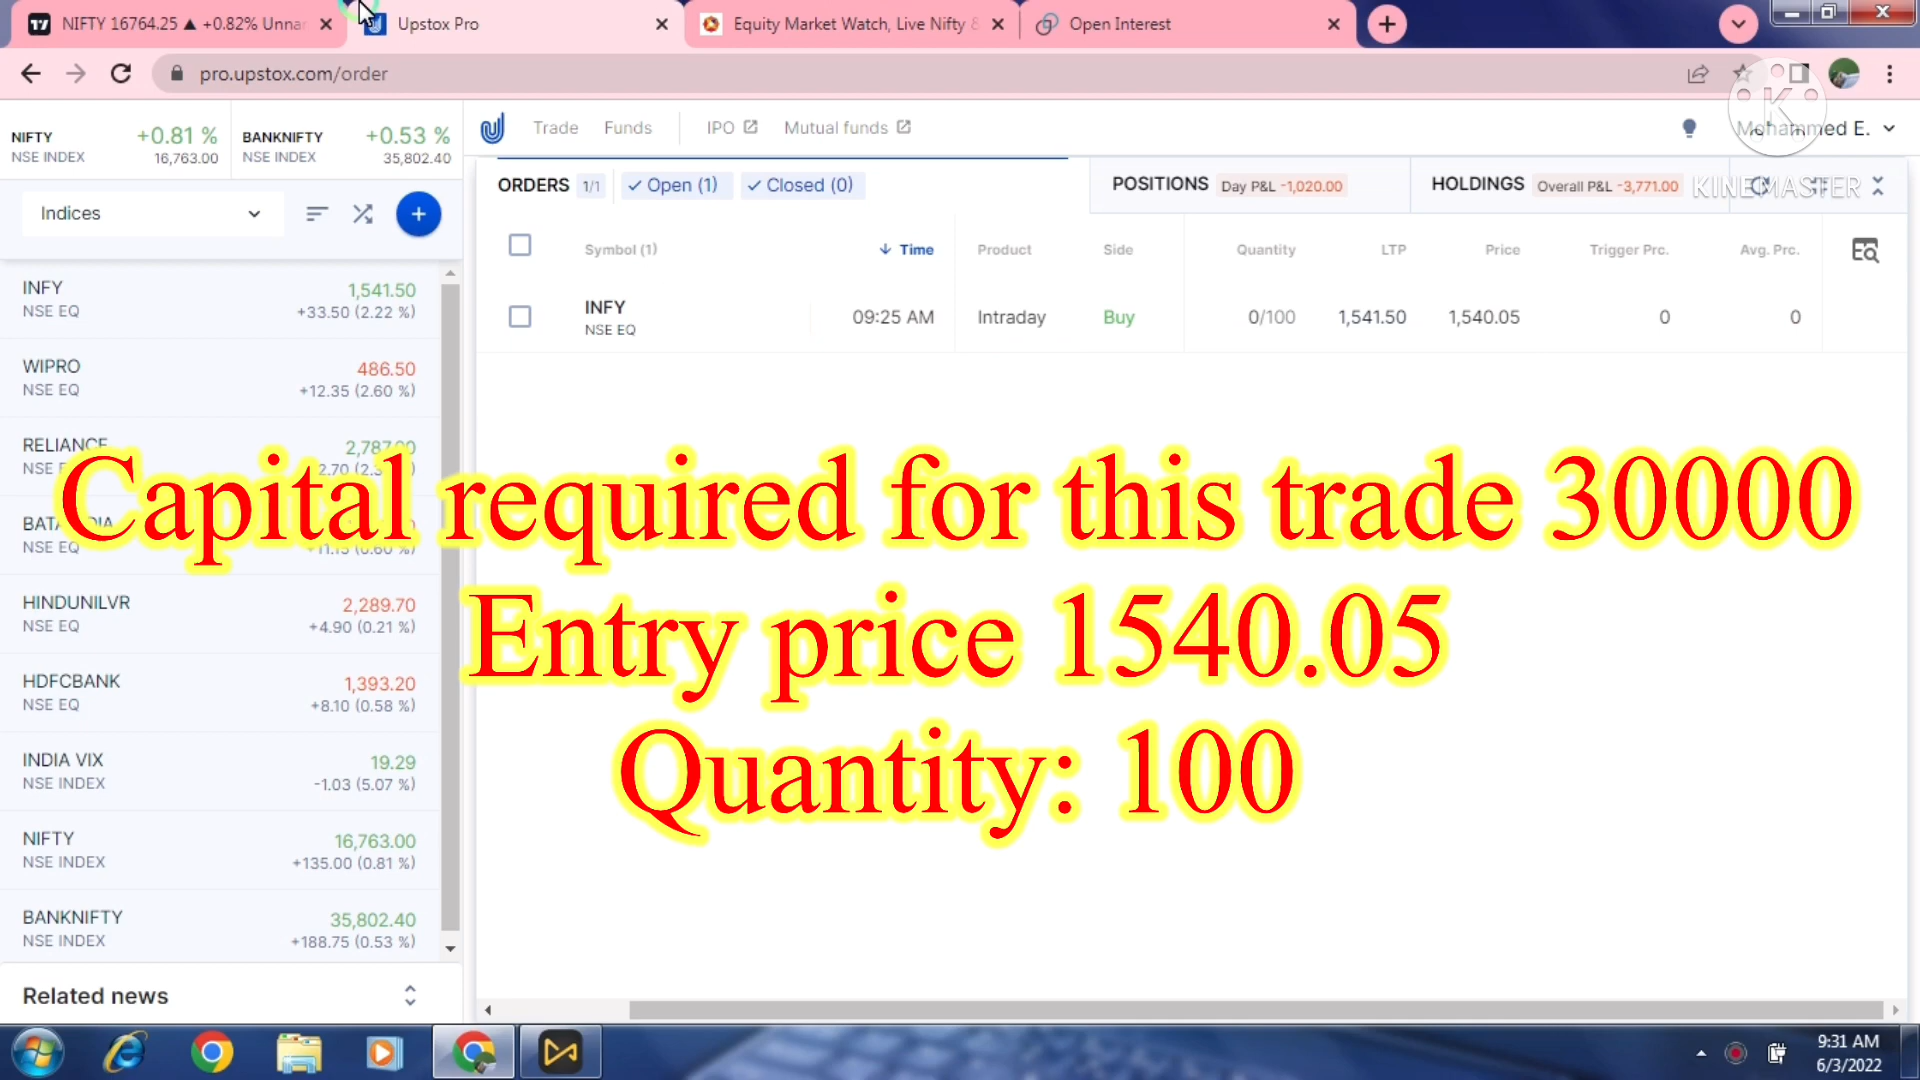 NIFTY 16764.25 ▲ +0.82% Unnar
Upstox Pro
Equity Market Watch, Live Nifty &
Open Interest
pro.upstox.com/order
NIFTY +0.81 %
NSE INDEX 16,763.00
BANKNIFTY +0.53 %
NSE INDEX 35,802.40
Trade Funds IPO Mutual funds
Mohammed E.
KINEMASTER
Indices
ORDERS 1/1 Open (1) Closed (0)
POSITIONS Day P&L -1,020.00
HOLDINGS Overall P&L -3,771.00
Symbol (1) Time Product Side Quantity LTP Price Trigger Prc. Avg. Prc.
INFY 09:25 AM Intraday Buy 0/100 1,541.50 1,540.05 0 0
NSE EQ
INFY 1,541.50
NSE EQ +33.50 (2.22 %)
WIPRO 486.50
NSE EQ +12.35 (2.60 %)
RELIANCE
HINDUNILVR 2,289.70
NSE EQ +4.90 (0.21 %)
HDFCBANK 1,393.20
NSE EQ +8.10 (0.58 %)
INDIA VIX 19.29
NSE INDEX -1.03 (5.07 %)
NIFTY 16,763.00
NSE INDEX +135.00 (0.81 %)
BANKNIFTY 35,802.40
NSE INDEX +188.75 (0.53 %)
Related news
Capital required for this trade 30000
Entry price 1540.05
Quantity: 100
9:31 AM
6/3/2022